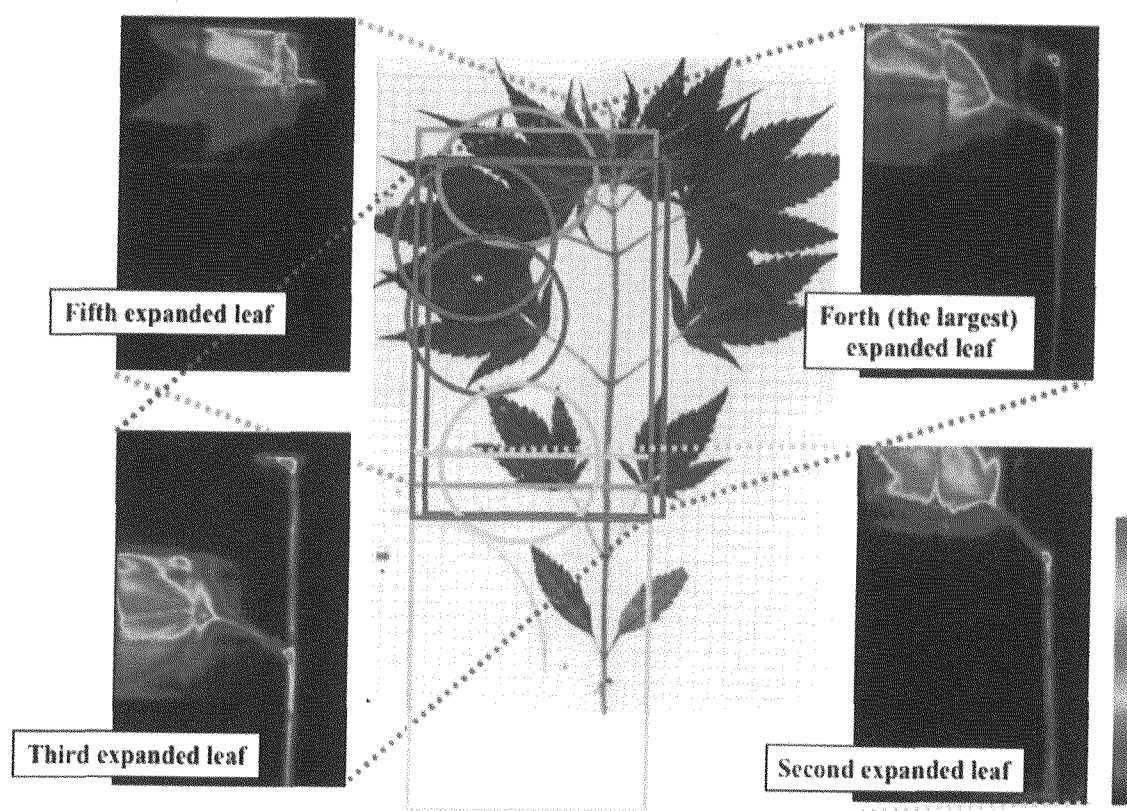 Fifth expanded leaf
Forth (the largest)
expanded leaf
Third expanded leaf
Second expanded leaf